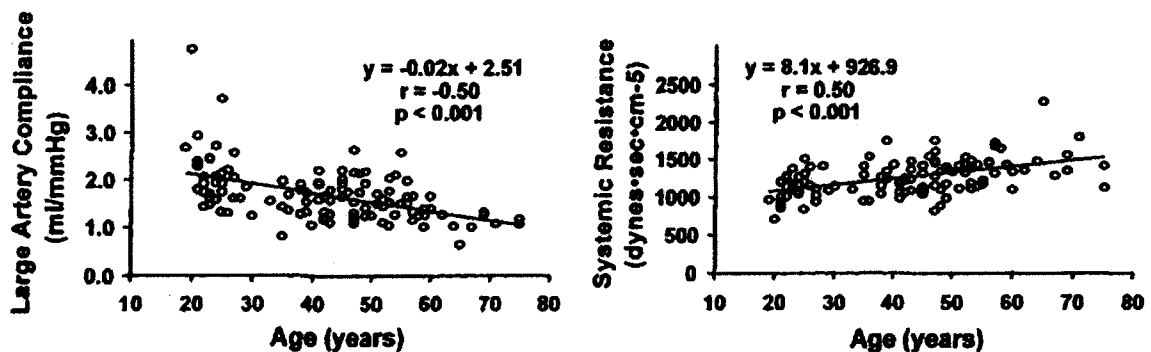 Large Artery Compliance
(ml/mmHg)
4.0
3.0
2.0
1.0
0.0
y = -0.02x + 2.51
r = -0.50
p < 0.001
10 20 30 40 50 60 70 80
Age (years)
Systemic Resistance
(dynes•sec•cm-5)
2500
2000
1500
1000
500
0
y = 8.1x + 926.9
r = 0.50
p < 0.001
10 20 30 40 50 60 70 80
Age (years)